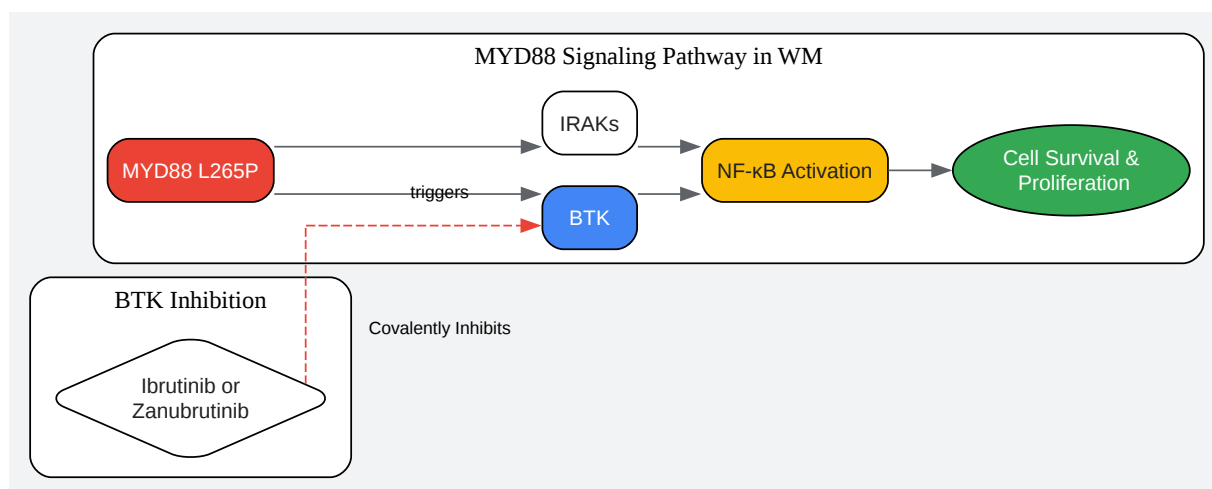 MYD88 Signaling Pathway in WM
IRAKs
MYD88 L265P
triggers
BTK
NF-κB Activation
Cell Survival &
Proliferation
BTK Inhibition
Covalently Inhibits
Ibrutinib or
Zanubrutinib